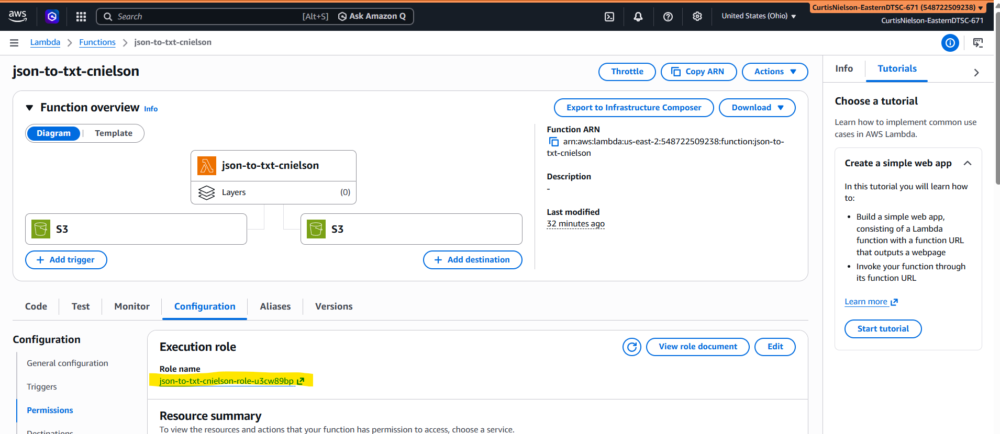 aws
Search
[Alt+S]
Ask Amazon Q
United States (Ohio)
CurtisNielson-EasternDTSC-671 (548722509238)
CurtisNielson-EasternDTSC-671
Lambda
Functions
json-to-txt-cnielson
json-to-txt-cnielson
Throttle
Copy ARN
Actions
Function overview Info
Export to Infrastructure Composer
Download
Diagram
Template
json-to-txt-cnielson
Layers
(0)
S3
S3
Add trigger
Add destination
Function ARN
arn:aws:lambda:us-east-2:548722509238:function:json-to-
txt-cnielson
Description
-
Last modified
32 minutes ago
Code
Test
Monitor
Configuration
Aliases
Versions
Configuration
General configuration
Triggers
Permissions
Destinations
Execution role
View role document
Edit
Role name
json-to-txt-cnielson-role-u3cw89bp
Resource summary
To view the resources and actions that your function has permission to access, choose a service.
Info
Tutorials
Choose a tutorial
Learn how to implement common use
cases in AWS Lambda.
Create a simple web app
In this tutorial you will learn how
to:
• Build a simple web app,
consisting of a Lambda
function with a function URL
that outputs a webpage
• Invoke your function through
its function URL
Learn more
Start tutorial